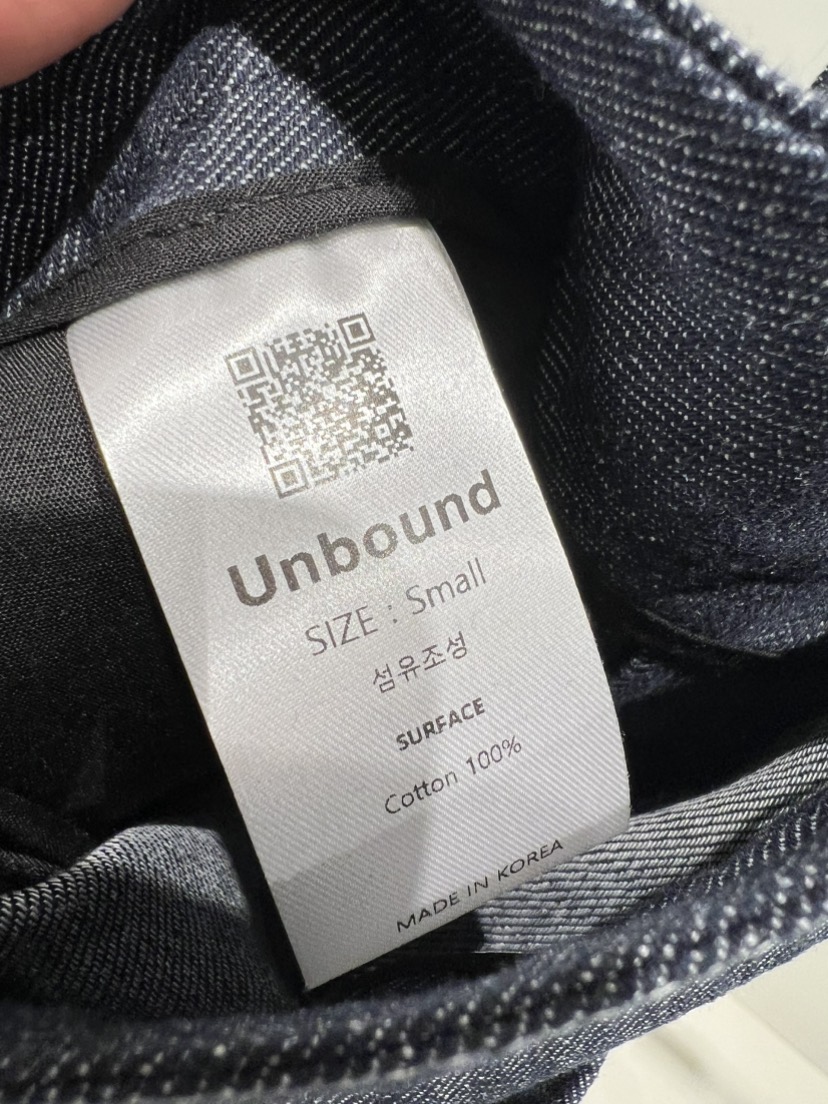 Unbound
SIZE : Small
섬유조성
SURFACE
Cotton 100%
MADE IN KOREA